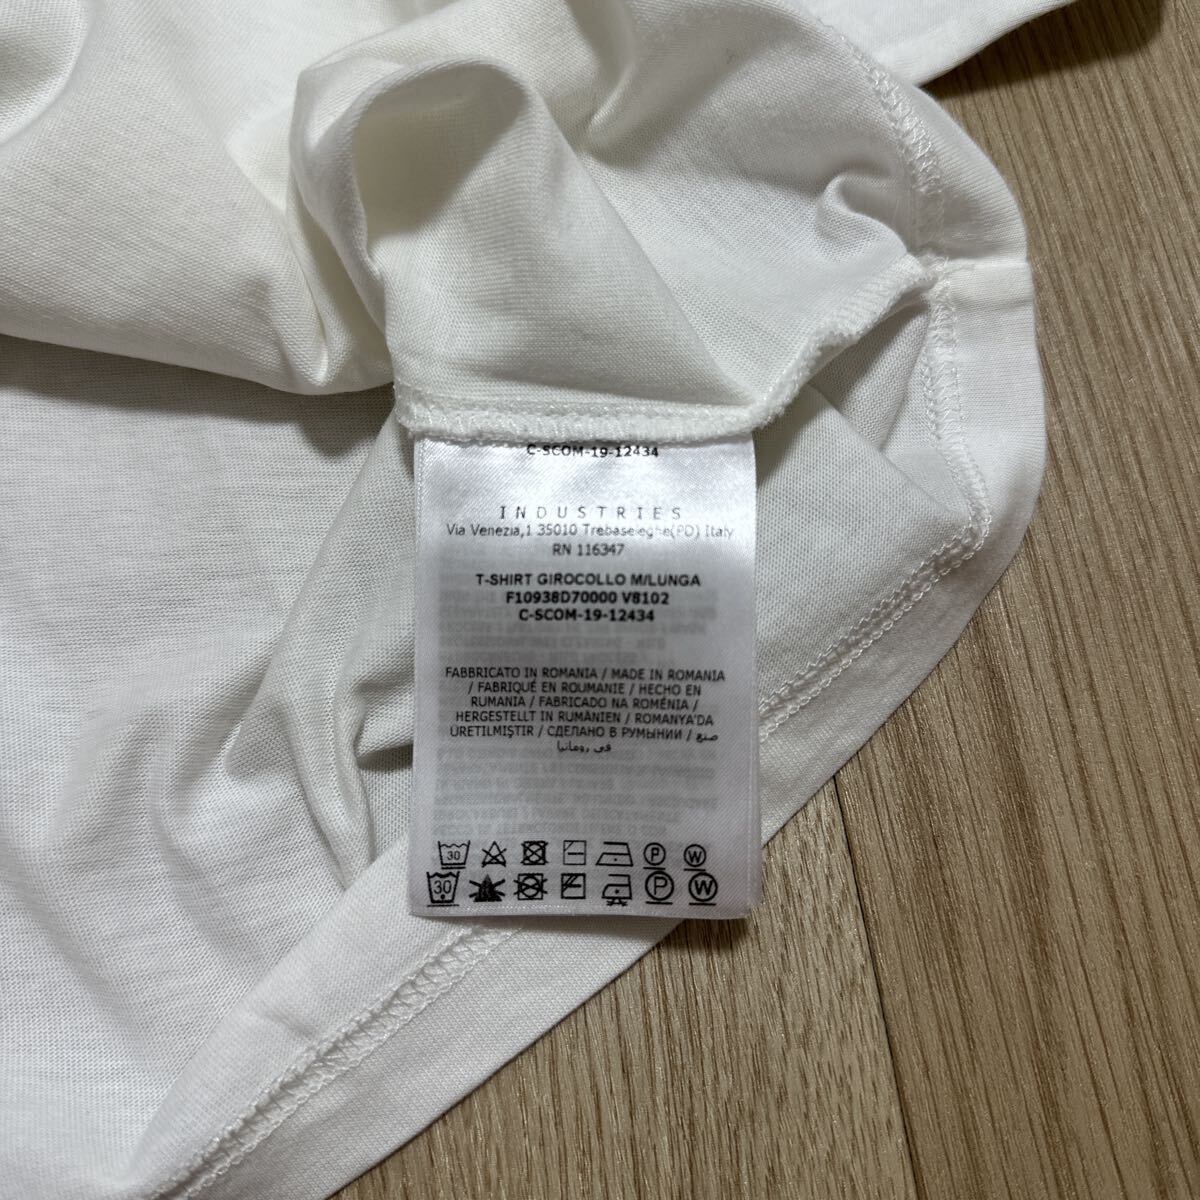 C-SCOM-19-12434
INDUSTRIES
Via Venezia,1 35010 Trebaseleghe(PD) Italy
RN 116347
T-SHIRT GIROCOLLO M/LUNGA
F10938D70000 V8102
C-SCOM-19-12434
FABBRICATO IN ROMANIA / MADE IN ROMANIA
/ FABRIQUÉ EN ROUMANIE / HECHO EN
RUMANIA / FABRICADO NA ROMÉNIA /
HERGESTELLT IN RUMÄNIEN / ROMANYA'DA
ÜRETILMIŞTIR / СДЕЛАНО В РУМЫНИИ / صنع
في رومانيا
30 P W
30 P W